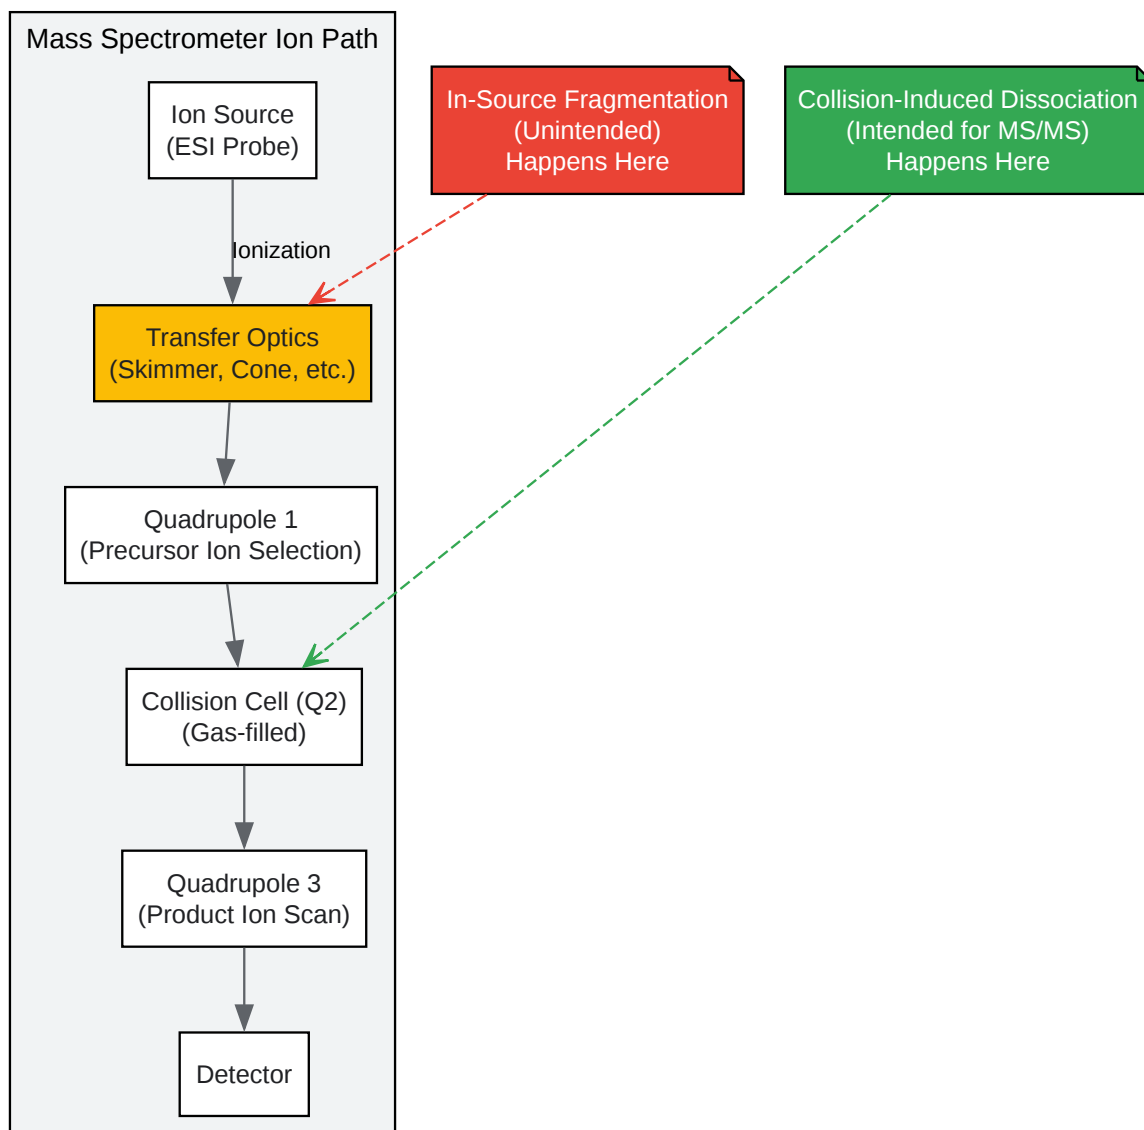 Mass Spectrometer Ion Path
Ion Source
(ESI Probe)
In-Source Fragmentation
(Unintended)
Happens Here
Collision-Induced Dissociation
(Intended for MS/MS)
Happens Here
Ionization
Transfer Optics
(Skimmer, Cone, etc.)
Quadrupole 1
(Precursor Ion Selection)
Collision Cell (Q2)
(Gas-filled)
Quadrupole 3
(Product Ion Scan)
Detector